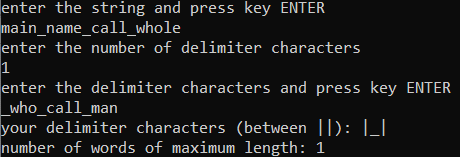 enter the string and press key ENTER
main_name_call_whole
enter the number of delimiter characters
1
enter the delimiter characters and press key ENTER
_who_call_man
your delimiter characters (between ||): |_|
number of words of maximum length: 1